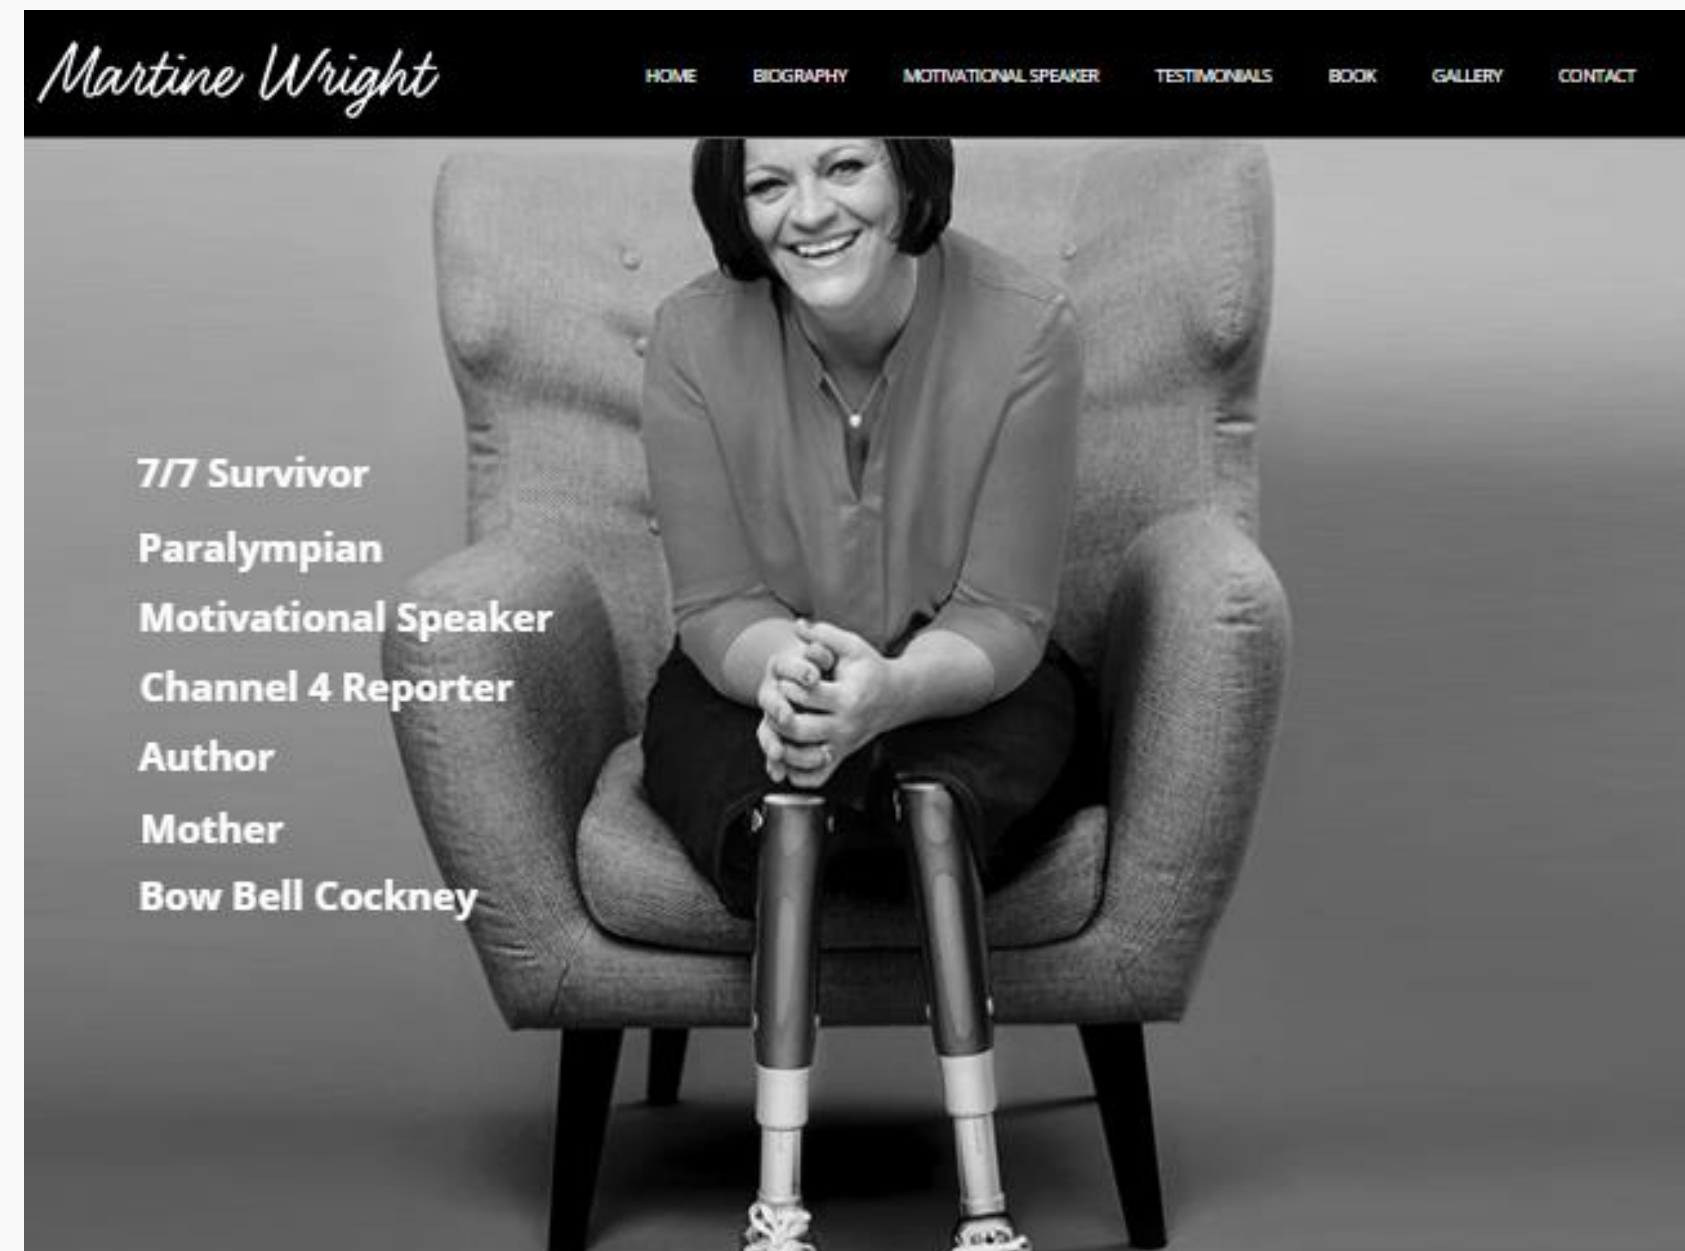 Martine Wright
HOME BIOGRAPHY MOTIVATIONAL SPEAKER TESTIMONIALS BOOK GALLERY CONTACT
7/7 Survivor
Paralympian
Motivational Speaker
Channel 4 Reporter
Author
Mother
Bow Bell Cockney